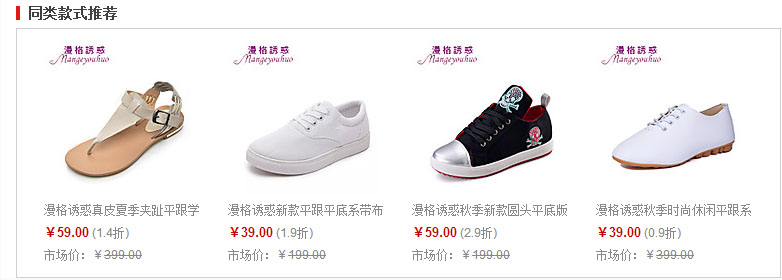 同类款式推荐
漫格誘惑 漫格誘惑 漫格誘惑 漫格誘惑
Mangeyouhuo Mangeyouhuo Mangeyouhuo Mangeyouhuo
漫格诱惑真皮夏季夹趾平跟学 漫格诱惑新款平跟平底系带布 漫格诱惑秋季新款圆头平底版 漫格诱惑秋季时尚休闲平跟系
￥59.00 (1.4折) ￥39.00 (1.9折) ￥59.00 (2.9折) ￥39.00 (0.9折)
市场价：￥399.00 市场价：￥199.00 市场价：￥199.00 市场价：￥399.00